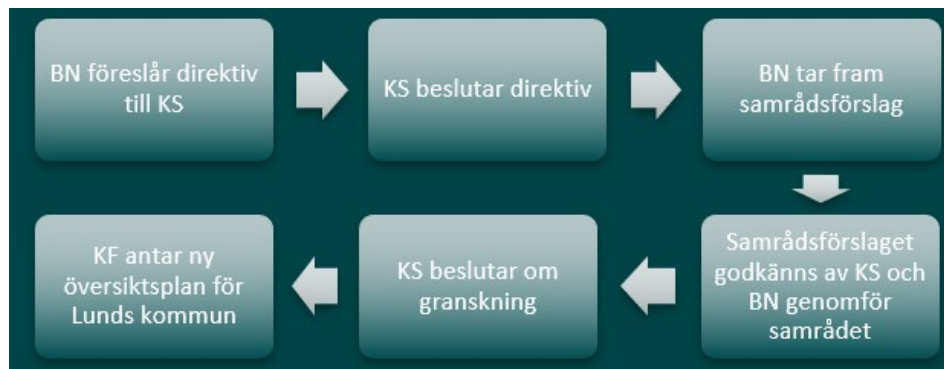 BN föreslår direktiv
till KS
KS beslutar direktiv
BN tar fram
samrådsförslag
Samrådsförslaget
godkänns av KS och
BN genomför
samrådet
KS beslutar om
granskning
KF antar ny
översiktsplan för
Lunds kommun